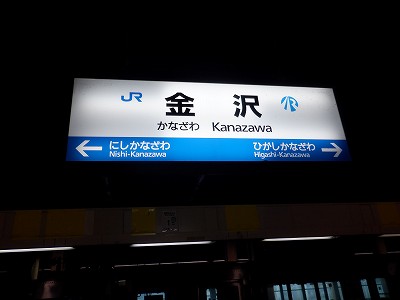 JR 金沢 IR
かなざわ Kanazawa
← にしかなざわ ひがしかなざわ →
Nishi-Kanazawa Higashi-Kanazawa